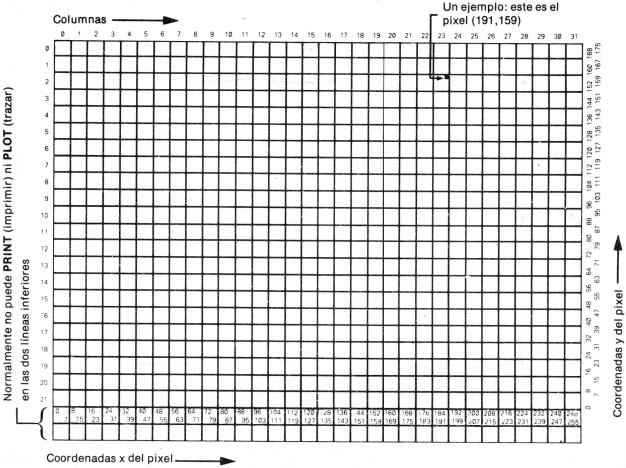 Un ejemplo: este es el
pixel (191,159)
Columnas
0 1 2 3 4 5 6 7 8 9 10 11 12 13 14 15 16 17 18 19 20 21 22 23 24 25 26 27 28 29 30 31
0
1
2
3
4
5
6
7
8
9
10
11
12
13
14
15
16
17
18
19
20
21
Normalmente no puede PRINT (imprimir) ni PLOT (trazar)
en las dos líneas inferiores
0 8 16 24 32 40 48 56 64 72 80 88 96 104 112 120 128 136 144 152 160 168 176 184 192 200 208 216 224 232 240 248
7 15 23 31 39 47 55 63 71 79 87 95 103 111 119 127 135 143 151 159 169 175 183 191 199 207 215 223 231 239 247 255
0 8 16 24 32 40 48 56 64 72 80 88 96 104 112 120 128 136 144 152 160 168
7 15 23 31 39 47 55 63 71 79 87 95 103 111 119 127 135 143 151 159 167 175
Coordenadas y del pixel
Coordenadas x del pixel